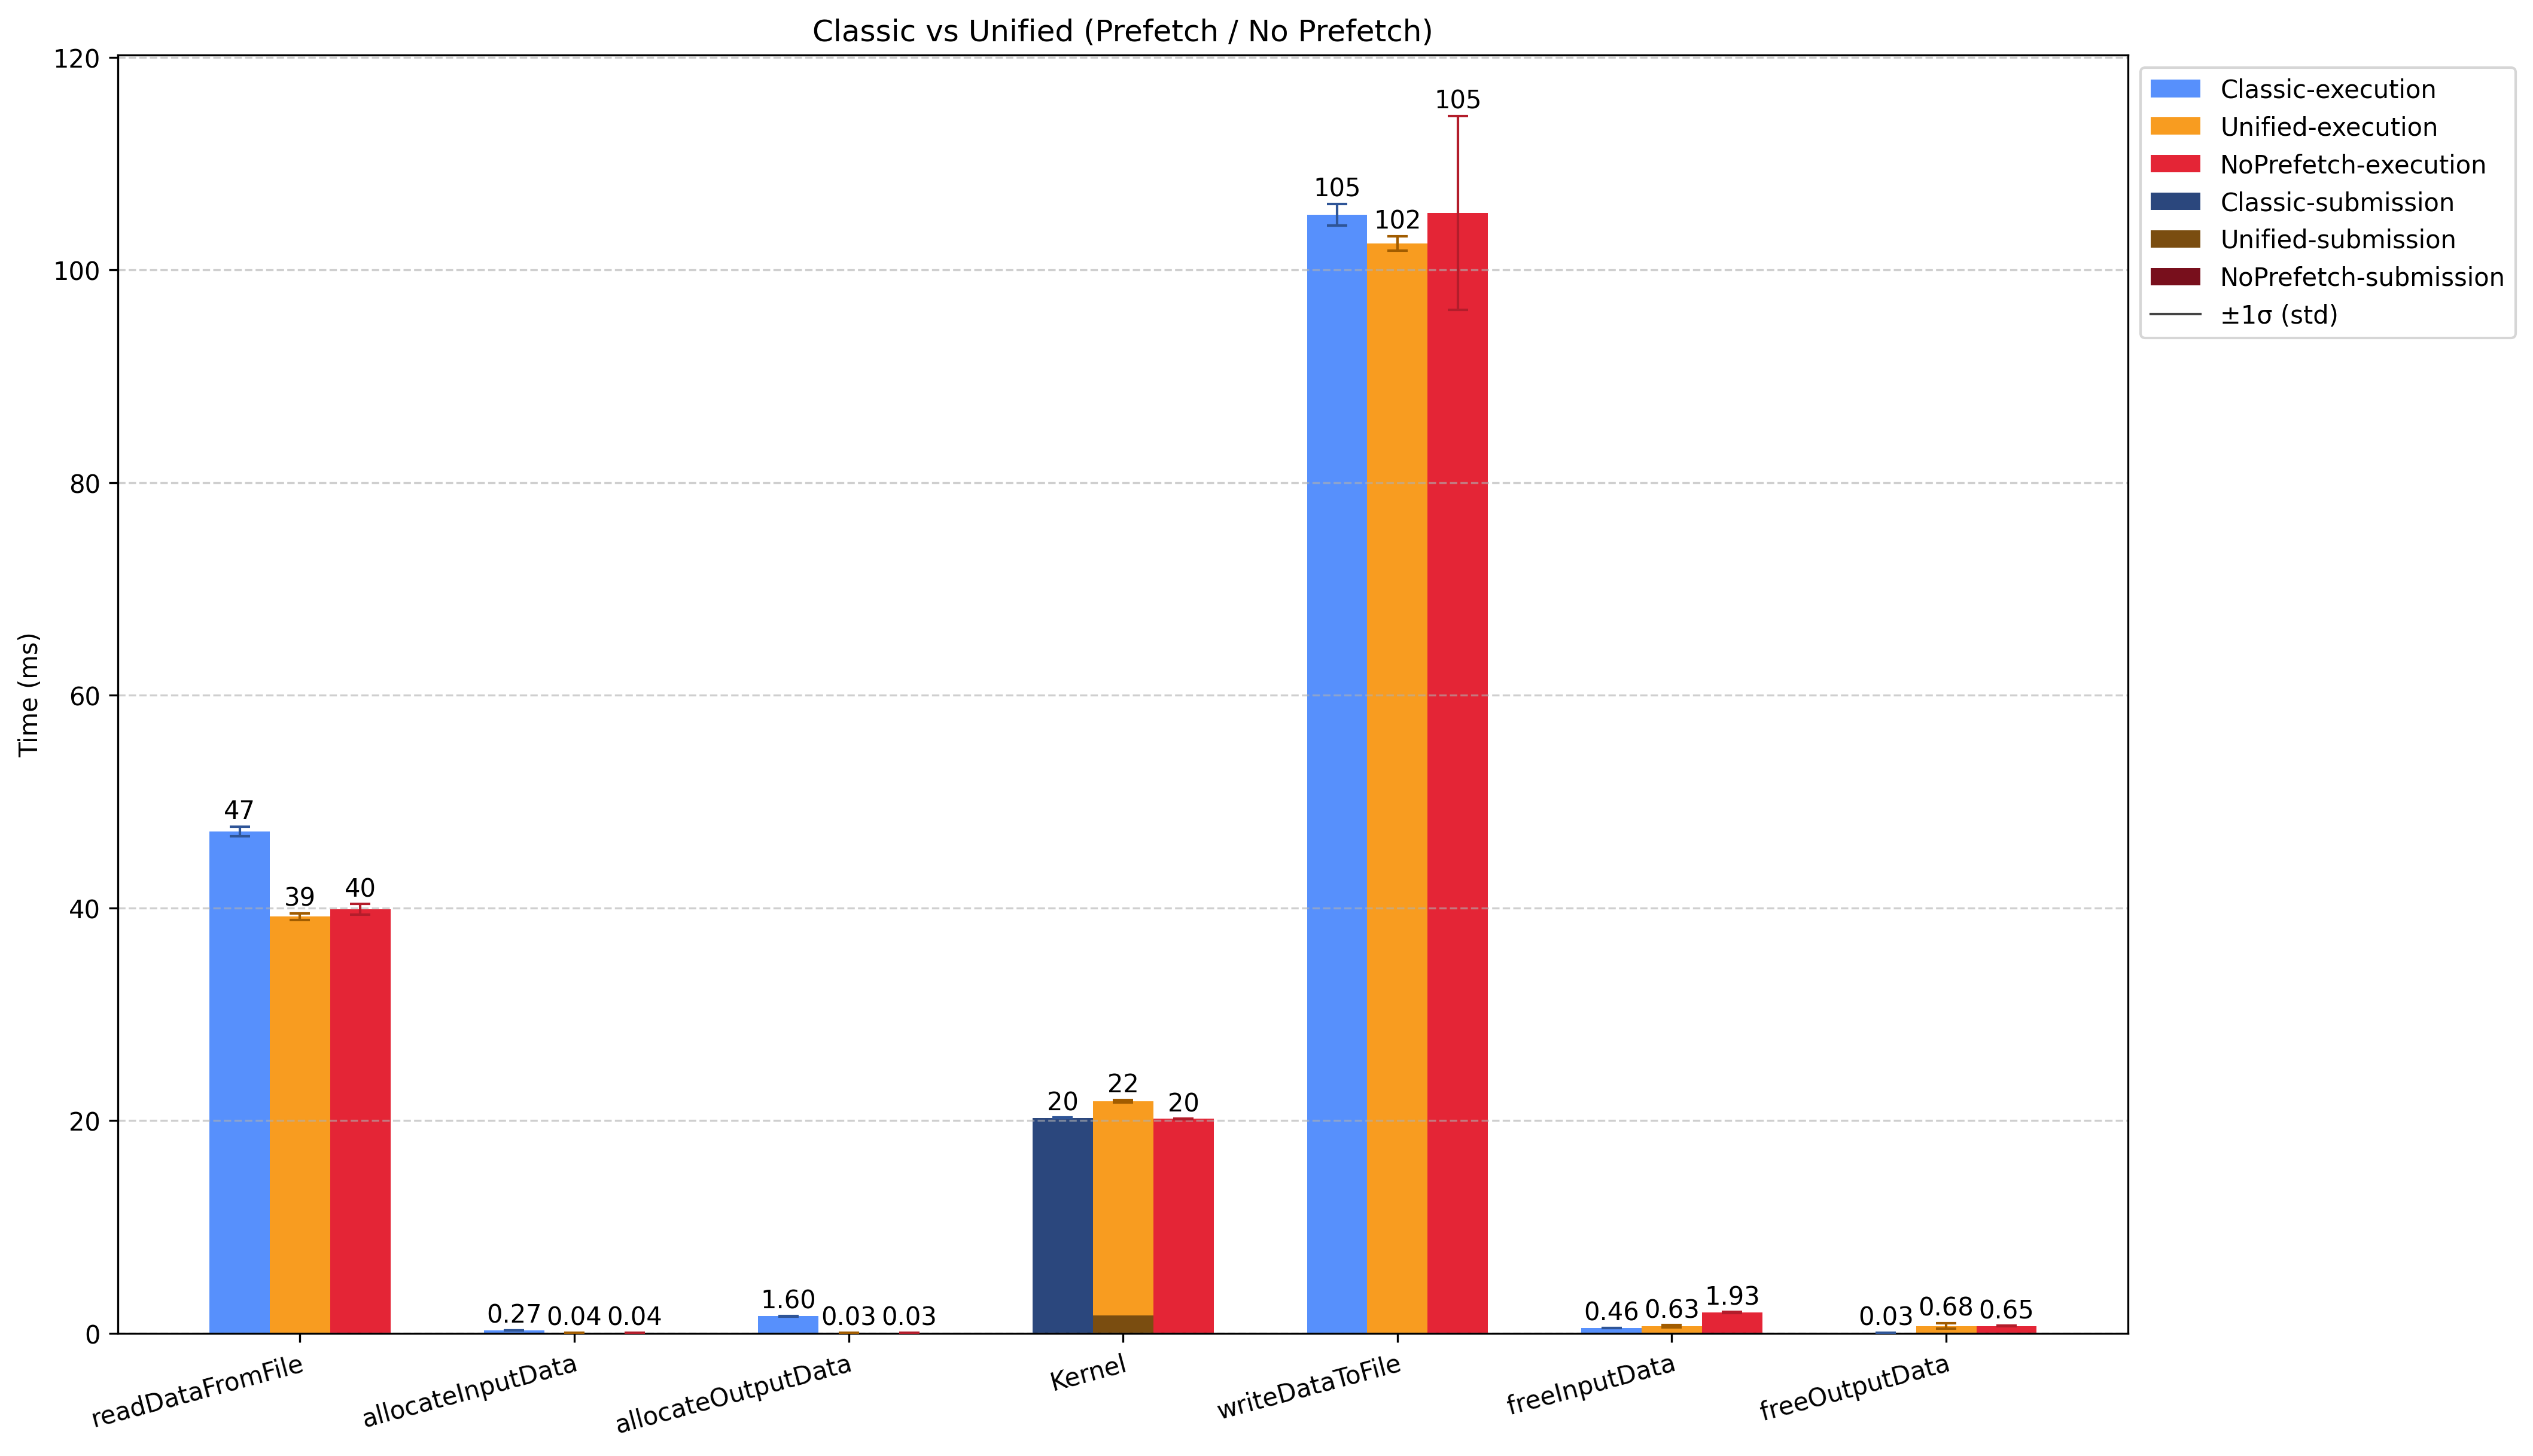 Classic vs Unified (Prefetch / No Prefetch)
Time (ms)
120
100
80
60
40
20
0
47
39
40
0.27
0.04
0.04
1.60
0.03
0.03
20
22
20
105
102
105
0.46
0.63
1.93
0.03
0.68
0.65
readDataFromFile
allocateInputData
allocateOutputData
Kernel
writeDataToFile
freeInputData
freeOutputData
Classic-execution
Unified-execution
NoPrefetch-execution
Classic-submission
Unified-submission
NoPrefetch-submission
±1σ (std)